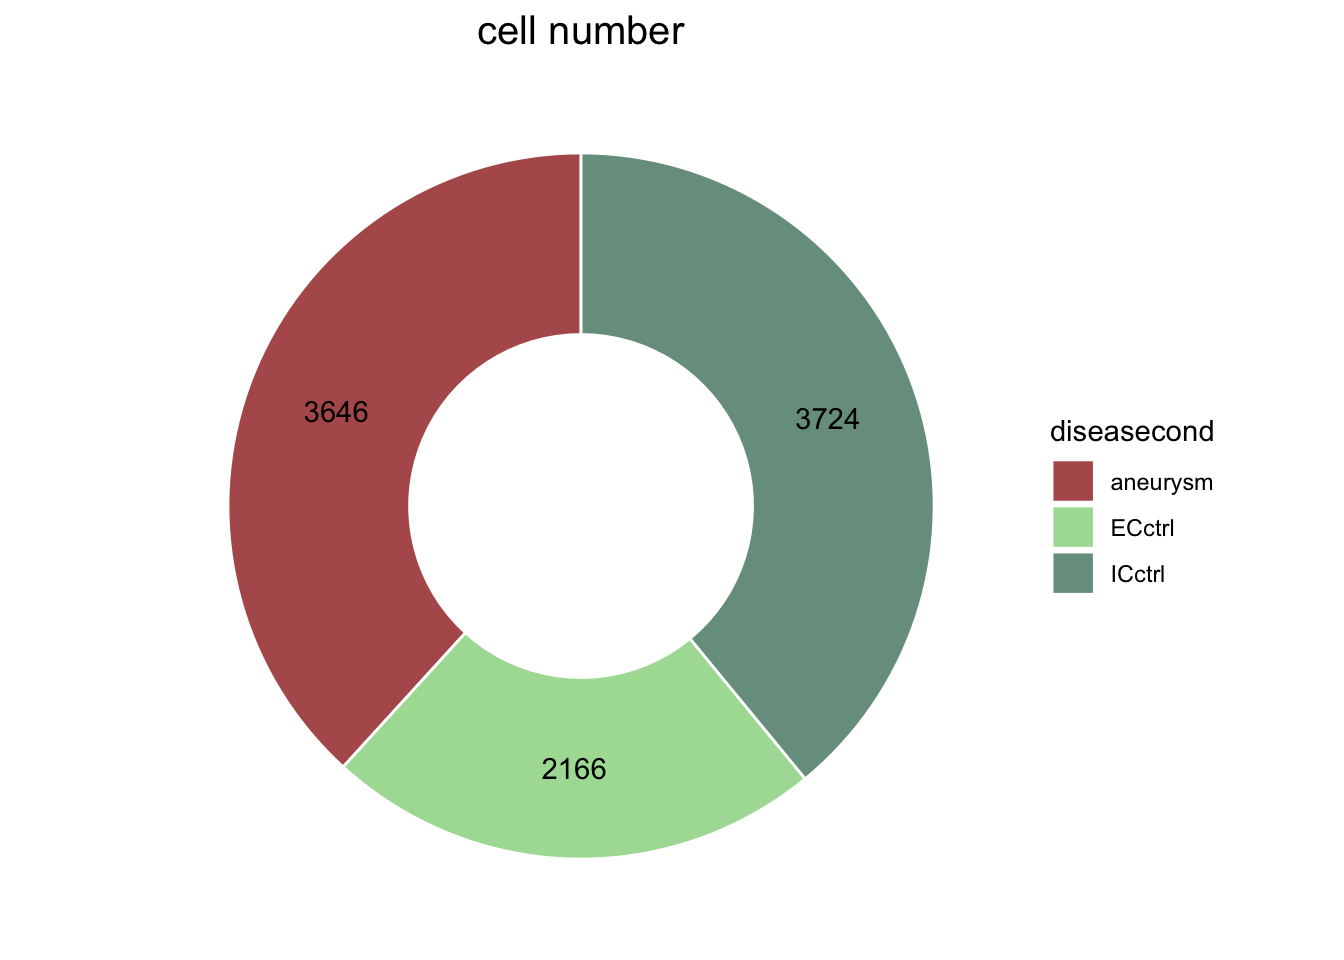 cell number
3646
3724
2166
diseasecond
aneurysm
ECctrl
ICctrl